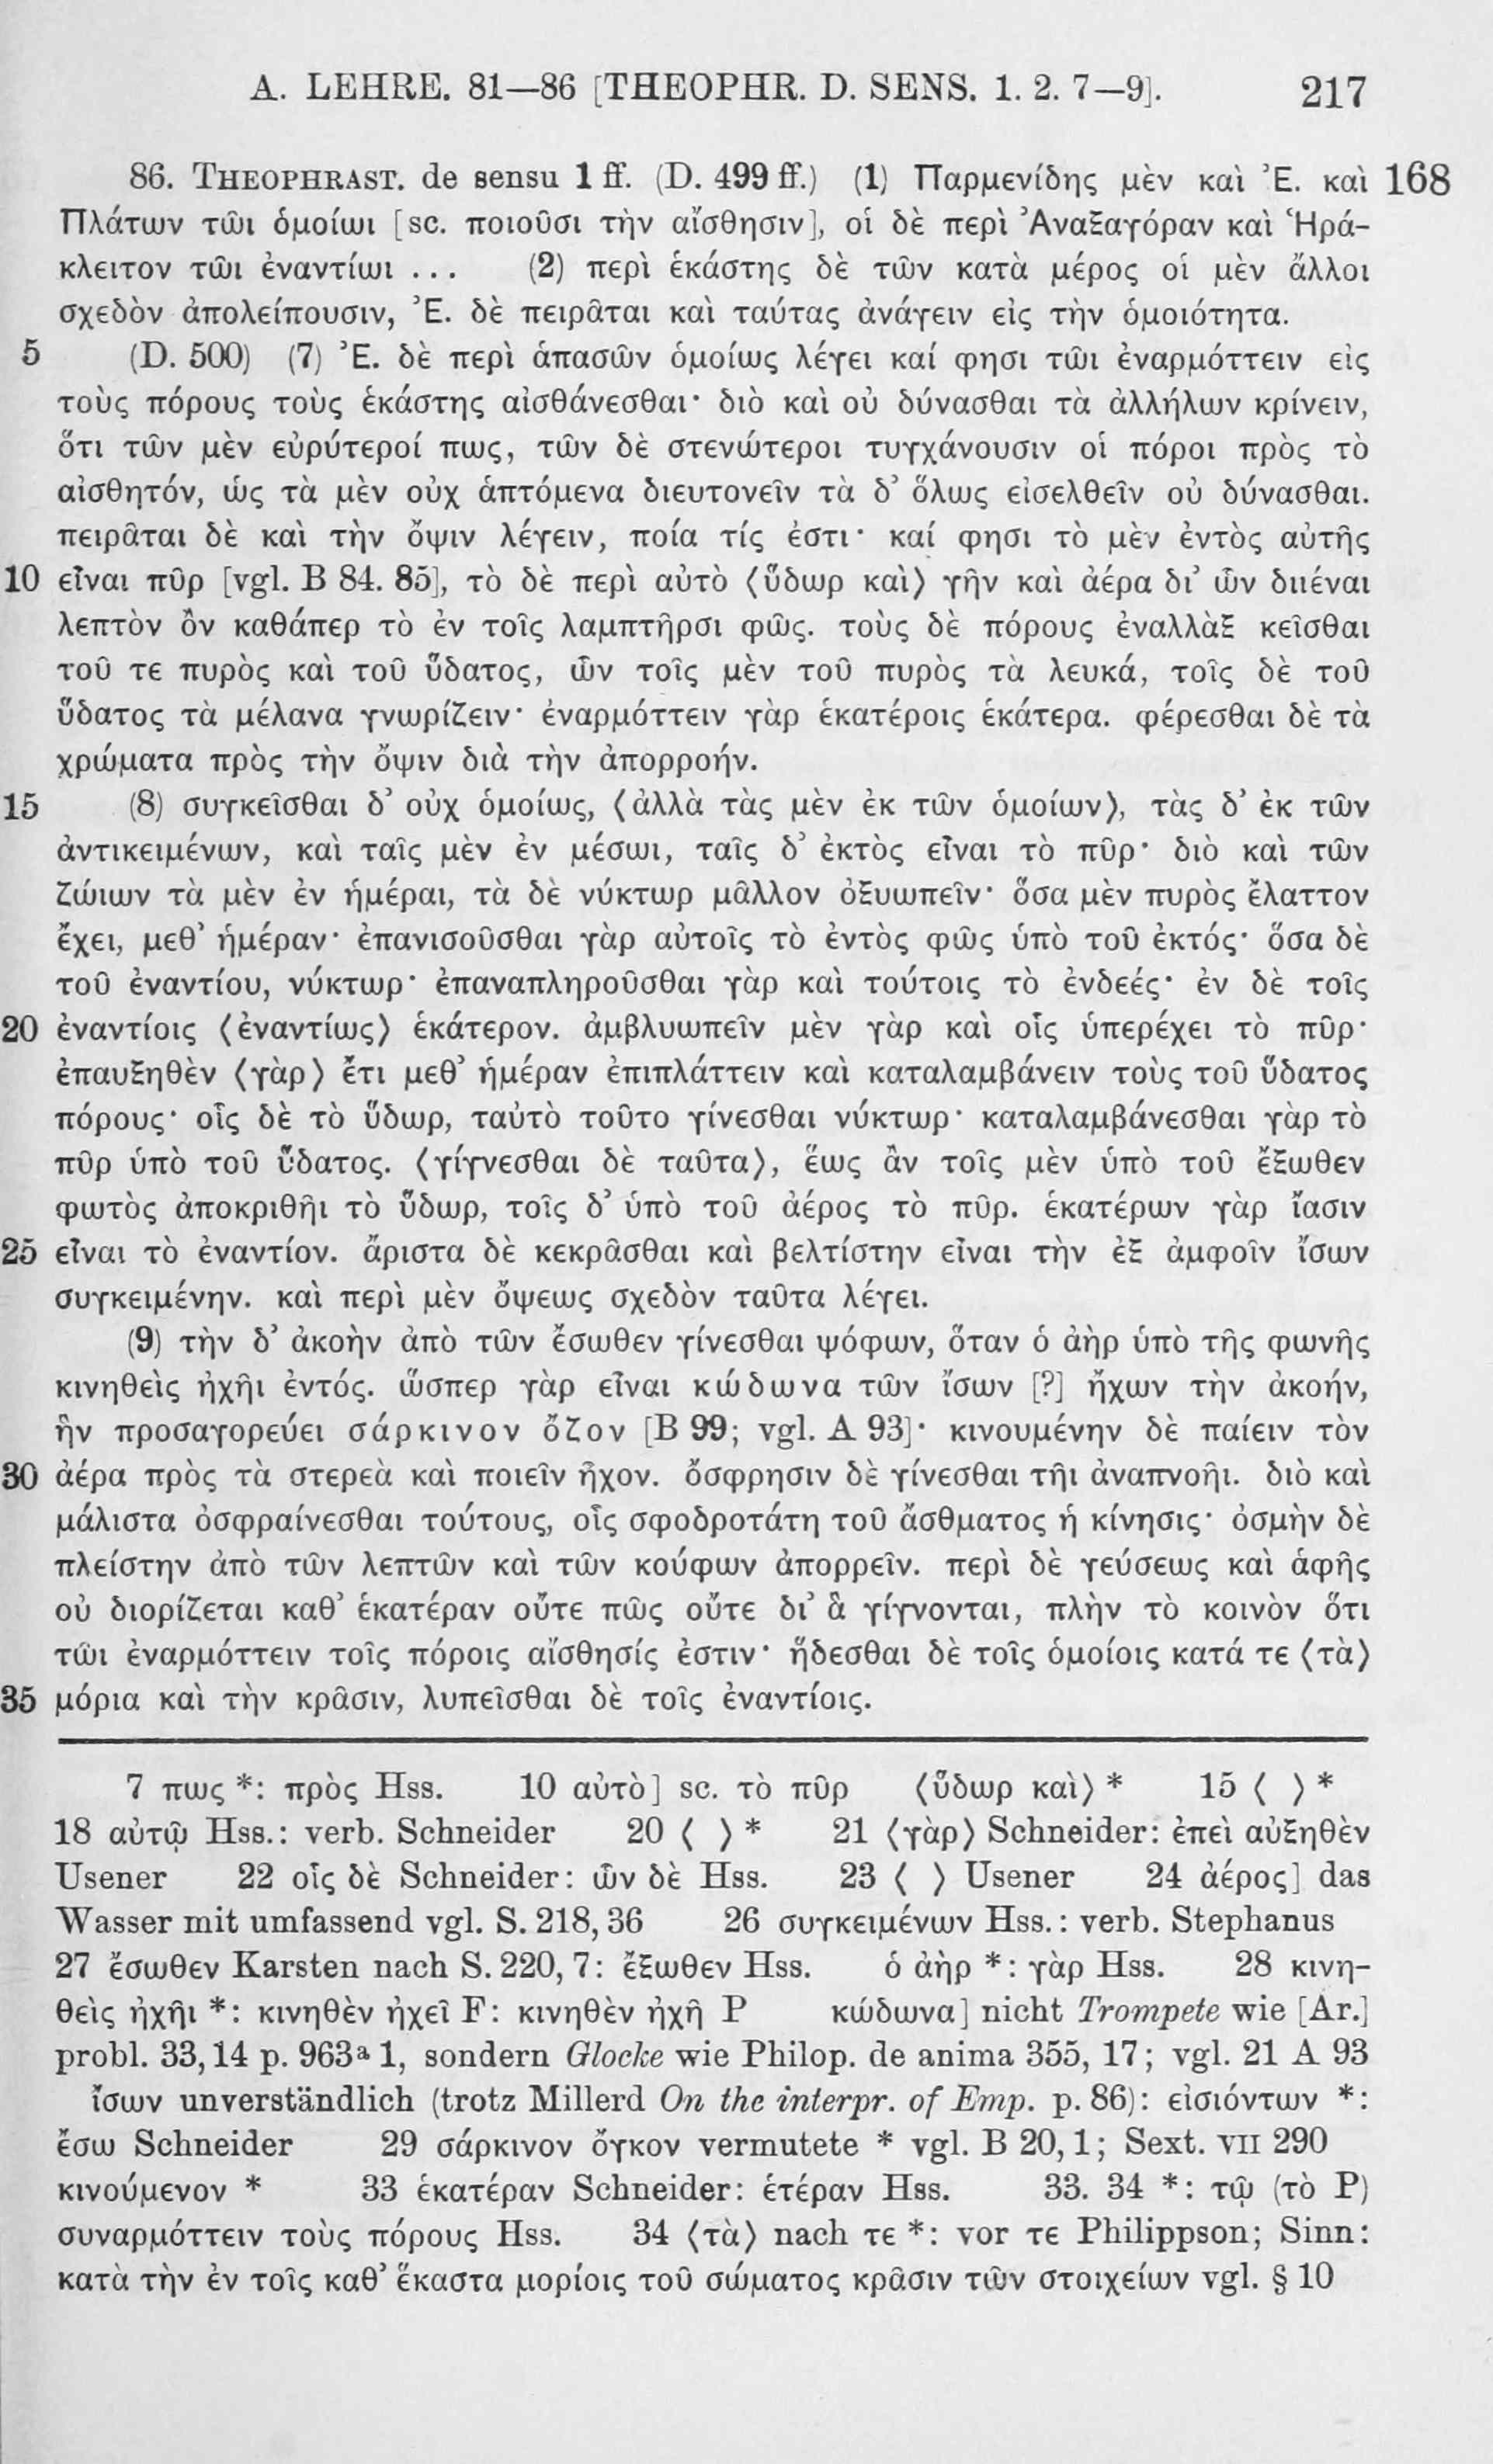 A. LEHRE. 81—86 [THEOPHR. D. SENS. 1. 2. 7—9]. 217
86. THEOPHRAST. de sensu 1 ff. (D. 499 ff.) (1) Παρμενίδης μὲν καὶ Ἐ. καὶ 168
Πλάτων τῶι ὁμοίωι [sc. ποιοῦσι τὴν αἴσθησιν], οἱ δὲ περὶ Ἀναξαγόραν καὶ Ἡρά-
κλειτον τῶι ἐναντίωι ... (2) περὶ ἑκάστης δὲ τῶν κατὰ μέρος οἱ μὲν ἄλλοι
σχεδὸν ἀπολείπουσιν, Ἐ. δὲ πειρᾶται καὶ ταύτας ἀνάγειν εἰς τὴν ὁμοιότητα.
5 (D. 500) (7) Ἐ. δὲ περὶ ἁπασῶν ὁμοίως λέγει καί φησι τῶι ἐναρμόττειν εἰς
τοὺς πόρους τοὺς ἑκάστης αἰσθάνεσθαι· διὸ καὶ οὐ δύνασθαι τὰ ἀλλήλων κρίνειν,
ὅτι τῶν μὲν εὐρύτεροί πως, τῶν δὲ στενώτεροι τυγχάνουσιν οἱ πόροι πρὸς τὸ
αἰσθητόν, ὡς τὰ μὲν οὐχ ἁπτόμενα διευτονεῖν τὰ δ’ ὅλως εἰσελθεῖν οὐ δύνασθαι.
πειρᾶται δὲ καὶ τὴν ὄψιν λέγειν, ποία τίς ἐστι· καί φησι τὸ μὲν ἐντὸς αὐτῆς
10 εἶναι πῦρ [vgl. B 84. 85], τὸ δὲ περὶ αὐτὸ ⟨ὕδωρ καὶ⟩ γῆν καὶ ἀέρα δι’ ὧν διιέναι
λεπτὸν ὂν καθάπερ τὸ ἐν τοῖς λαμπτῆρσι φῶς. τοὺς δὲ πόρους ἐναλλὰξ κεῖσθαι
τοῦ τε πυρὸς καὶ τοῦ ὕδατος, ὧν τοῖς μὲν τοῦ πυρὸς τὰ λευκά, τοῖς δὲ τοῦ
ὕδατος τὰ μέλανα γνωρίζειν· ἐναρμόττειν γὰρ ἑκατέροις ἑκάτερα. φέρεσθαι δὲ τὰ
χρώματα πρὸς τὴν ὄψιν διὰ τὴν ἀπορροήν.
15 (8) συγκεῖσθαι δ’ οὐχ ὁμοίως, ⟨ἀλλὰ τὰς μὲν ἐκ τῶν ὁμοίων⟩, τὰς δ’ ἐκ τῶν
ἀντικειμένων, καὶ ταῖς μὲν ἐν μέσωι, ταῖς δ’ ἐκτὸς εἶναι τὸ πῦρ· διὸ καὶ τῶν
ζώιων τὰ μὲν ἐν ἡμέραι, τὰ δὲ νύκτωρ μᾶλλον ὀξυωπεῖν· ὅσα μὲν πυρὸς ἔλαττον
ἔχει, μεθ’ ἡμέραν· ἐπανισοῦσθαι γὰρ αὐτοῖς τὸ ἐντὸς φῶς ὑπὸ τοῦ ἐκτός· ὅσα δὲ
τοῦ ἐναντίου, νύκτωρ· ἐπαναπληροῦσθαι γὰρ καὶ τούτοις τὸ ἐνδεές· ἐν δὲ τοῖς
20 ἐναντίοις ⟨ἐναντίως⟩ ἑκάτερον. ἀμβλυωπεῖν μὲν γὰρ καὶ οἷς ὑπερέχει τὸ πῦρ·
ἐπαυξηθὲν ⟨γὰρ⟩ ἔτι μεθ’ ἡμέραν ἐπιπλάττειν καὶ καταλαμβάνειν τοὺς τοῦ ὕδατος
πόρους· οἷς δὲ τὸ ὕδωρ, ταὐτὸ τοῦτο γίνεσθαι νύκτωρ· καταλαμβάνεσθαι γὰρ τὸ
πῦρ ὑπὸ τοῦ ὕδατος. ⟨γίγνεσθαι δὲ ταῦτα⟩, ἕως ἂν τοῖς μὲν ὑπὸ τοῦ ἔξωθεν
φωτὸς ἀποκριθῆι τὸ ὕδωρ, τοῖς δ’ ὑπὸ τοῦ ἀέρος τὸ πῦρ. ἑκατέρων γὰρ ἴασιν
25 εἶναι τὸ ἐναντίον. ἄριστα δὲ κεκρᾶσθαι καὶ βελτίστην εἶναι τὴν ἐξ ἀμφοῖν ἴσων
συγκειμένην. καὶ περὶ μὲν ὄψεως σχεδὸν ταῦτα λέγει.
(9) τὴν δ’ ἀκοὴν ἀπὸ τῶν ἔσωθεν γίνεσθαι ψόφων, ὅταν ὁ ἀὴρ ὑπὸ τῆς φωνῆς
κινηθεὶς ἠχῆι ἐντός. ὥσπερ γὰρ εἶναι κώδωνα τῶν ἴσων [?] ἤχων τὴν ἀκοήν,
ἣν προσαγορεύει σάρκινον ὄζον [B 99; vgl. A 93]· κινουμένην δὲ παίειν τὸν
30 ἀέρα πρὸς τὰ στερεὰ καὶ ποιεῖν ἦχον. ὄσφρησιν δὲ γίνεσθαι τῆι ἀναπνοῆι. διὸ καὶ
μάλιστα ὀσφραίνεσθαι τούτους, οἷς σφοδροτάτη τοῦ ἄσθματος ἡ κίνησις· ὀσμὴν δὲ
πλείστην ἀπὸ τῶν λεπτῶν καὶ τῶν κούφων ἀπορρεῖν. περὶ δὲ γεύσεως καὶ ἁφῆς
οὐ διορίζεται καθ’ ἑκατέραν οὔτε πῶς οὔτε δι’ ἃ γίγνονται, πλὴν τὸ κοινὸν ὅτι
τῶι ἐναρμόττειν τοῖς πόροις αἴσθησίς ἐστιν· ἥδεσθαι δὲ τοῖς ὁμοίοις κατά τε ⟨τὰ⟩
35 μόρια καὶ τὴν κρᾶσιν, λυπεῖσθαι δὲ τοῖς ἐναντίοις.
7 πως *: πρὸς Hss. 10 αὐτὸ] sc. τὸ πῦρ ⟨ὕδωρ καὶ⟩ * 15 ⟨ ⟩ *
18 αὐτῷ Hss.: verb. Schneider 20 ⟨ ⟩ * 21 ⟨γὰρ⟩ Schneider: ἐπεὶ αὐξηθὲν
Usener 22 οἷς δὲ Schneider: ὧν δὲ Hss. 23 ⟨ ⟩ Usener 24 ἀέρος] das
Wasser mit umfassend vgl. S. 218, 36 26 συγκειμένων Hss.: verb. Stephanus
27 ἔσωθεν Karsten nach S. 220, 7: ἔξωθεν Hss. ὁ ἀὴρ *: γὰρ Hss. 28 κινη-
θεὶς ἠχῆι *: κινηθὲν ἠχεῖ F: κινηθὲν ἠχῆ P κώδωνα] nicht Trompete wie [Ar.]
probl. 33, 14 p. 963ᵃ 1, sondern Glocke wie Philop. de anima 355, 17; vgl. 21 A 93
ἴσων unverständlich (trotz Millerd On the interpr. of Emp. p. 86): εἰσιόντων *:
ἔσω Schneider 29 σάρκινον ὄγκον vermutete * vgl. B 20, 1; Sext. VII 290
κινούμενον * 33 ἑκατέραν Schneider: ἑτέραν Hss. 33. 34 *: τῷ (τὸ P)
συναρμόττειν τοὺς πόρους Hss. 34 ⟨τὰ⟩ nach τε *: vor τε Philippson; Sinn:
κατὰ τὴν ἐν τοῖς καθ’ ἕκαστα μορίοις τοῦ σώματος κρᾶσιν τῶν στοιχείων vgl. § 10